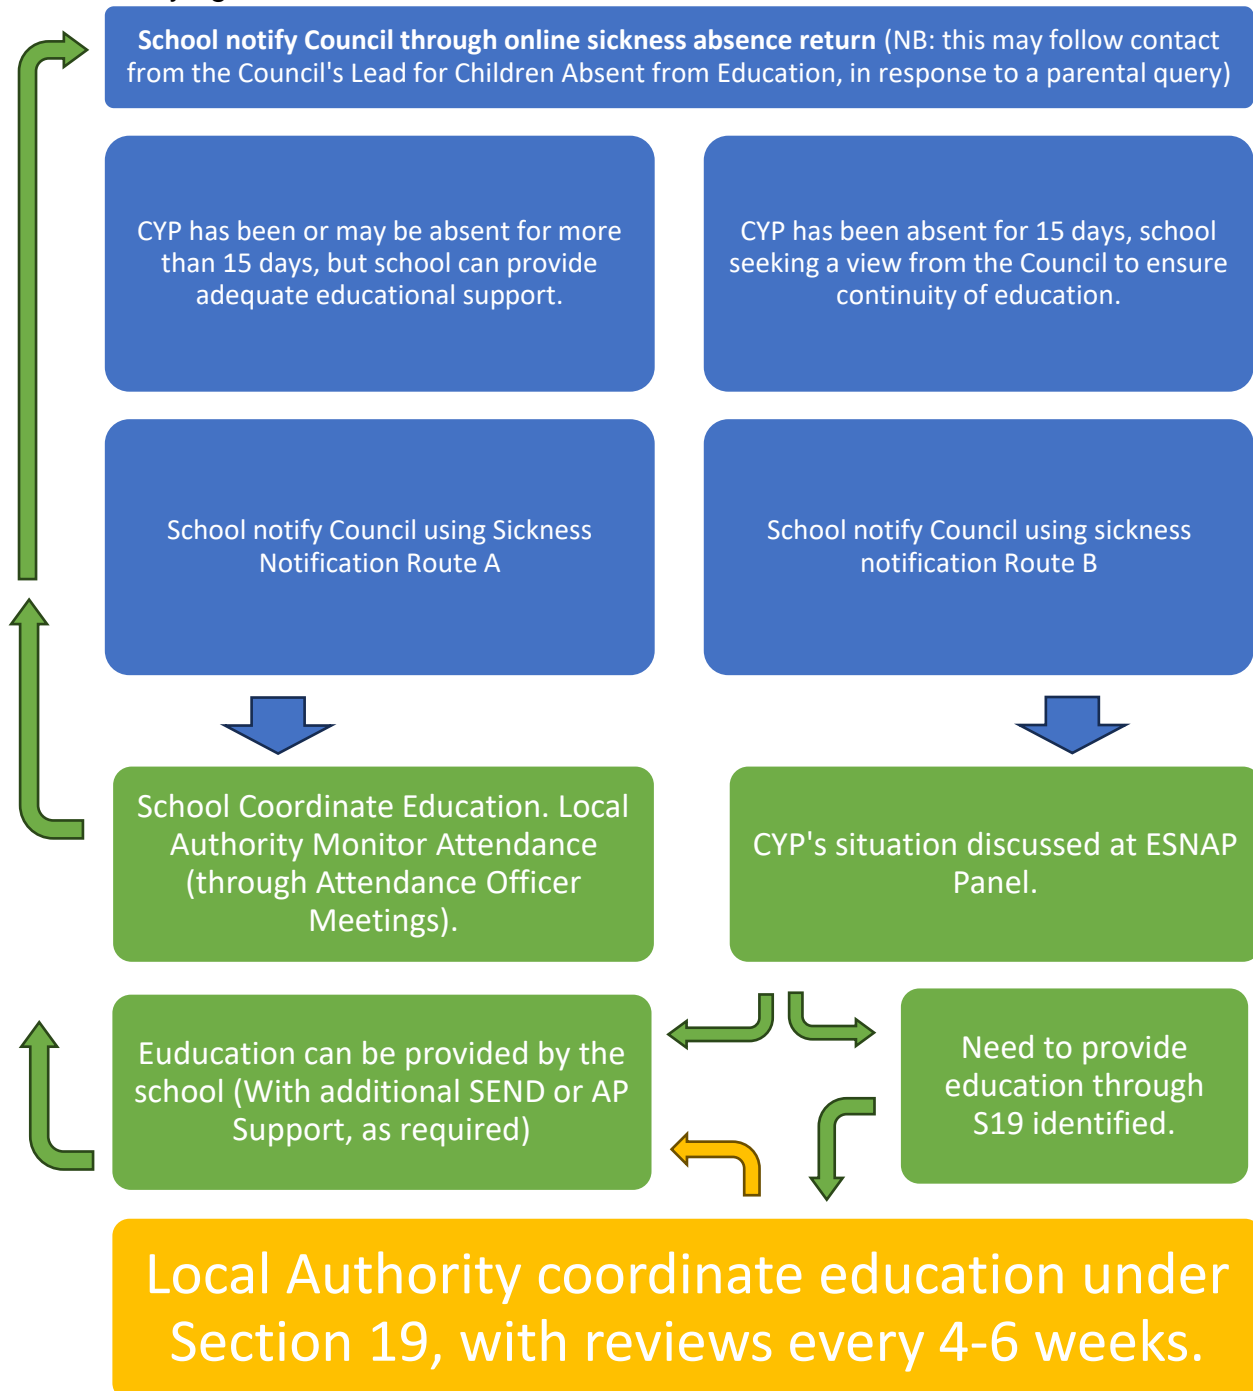 School notify Council through online sickness absence return (NB: this may follow contact
from the Council's Lead for Children Absent from Education, in response to a parental query)
CYP has been or may be absent for more
than 15 days, but school can provide
adequate educational support.
CYP has been absent for 15 days, school
seeking a view from the Council to ensure
continuity of education.
School notify Council using Sickness
Notification Route A
School notify Council using sickness
notification Route B
School Coordinate Education. Local
Authority Monitor Attendance
(through Attendance Officer
Meetings).
CYP's situation discussed at ESNAP
Panel.
Euducation can be provided by the
school (With additional SEND or AP
Support, as required)
Need to provide
education through
S19 identified.
Local Authority coordinate education under
Section 19, with reviews every 4-6 weeks.